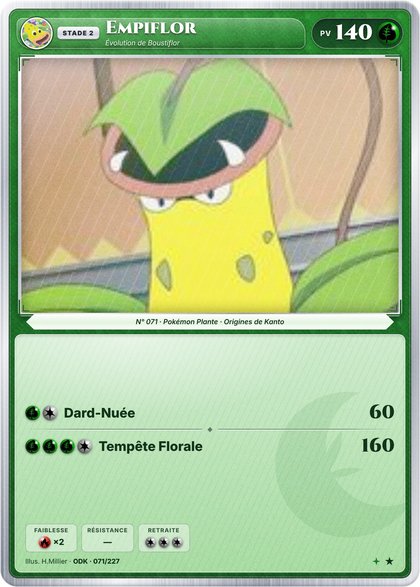 STADE 2
EMPIFLOR
Évolution de Boustiflor
PV 140
N° 071 · Pokémon Plante · Origines de Kanto
Dard-Nuée 60
Tempête Florale 160
FAIBLESSE
×2
RÉSISTANCE
—
RETRAITE
Illus. H.Millier · ODK · 071/227